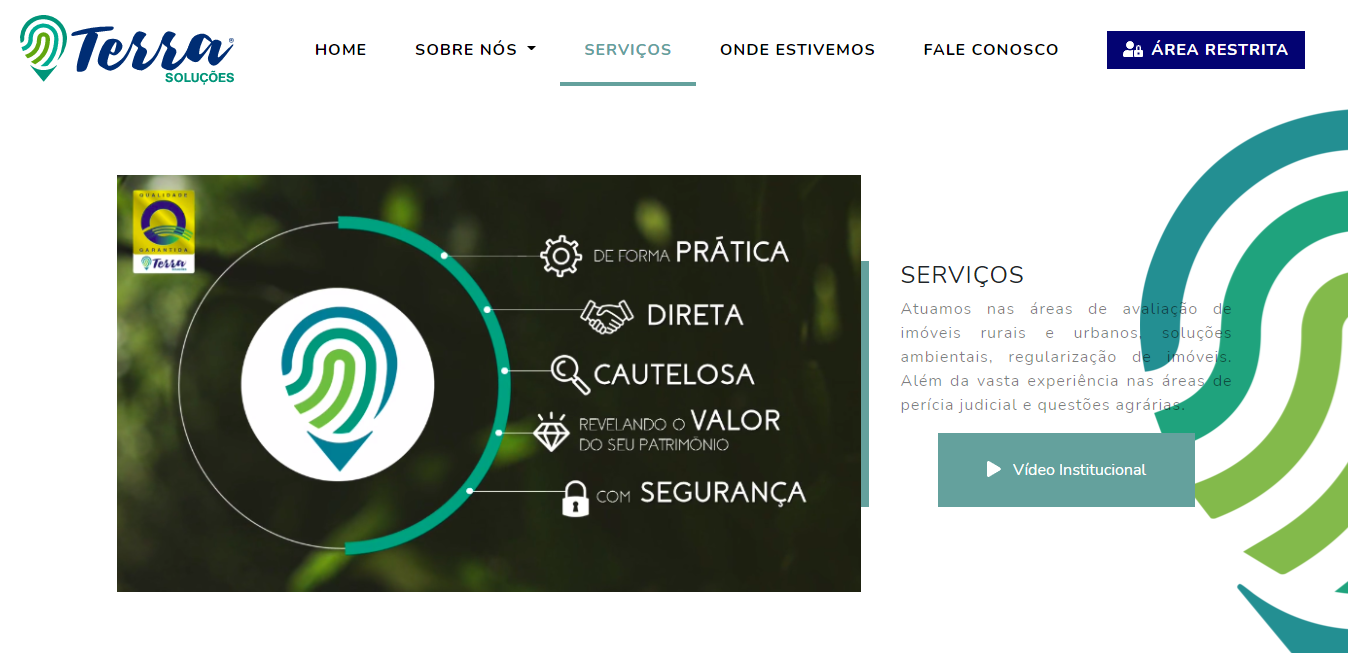 Terra®
SOLUÇÕES
HOME
SOBRE NÓS
SERVIÇOS
ONDE ESTIVEMOS
FALE CONOSCO
ÁREA RESTRITA
QUALIDADE
GARANTIDA
Terra
DE FORMA PRÁTICA
DIRETA
CAUTELOSA
REVELANDO O VALOR
DO SEU PATRIMÔNIO
COM SEGURANÇA
SERVIÇOS
Atuamos nas áreas de avaliação de
imóveis rurais e urbanos, soluções
ambientais, regularização de imóveis.
Além da vasta experiência nas áreas de
perícia judicial e questões agrárias.
Vídeo Institucional